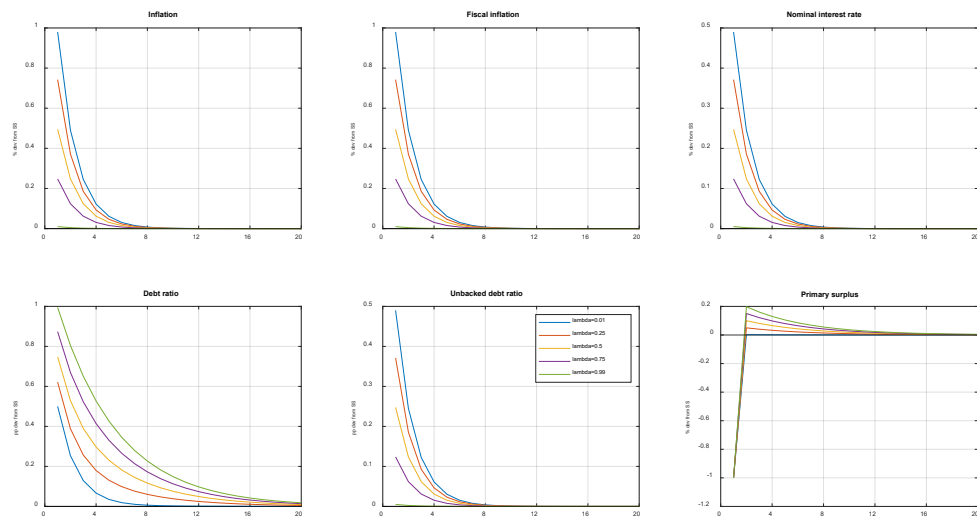 Inflation
Fiscal inflation
Nominal interest rate
1
0.8
0.6
0.4
0.2
0
% dev from SS
0 4 8 12 16 20
1
0.8
0.6
0.4
0.2
0
% dev from SS
0 4 8 12 16 20
0.5
0.4
0.3
0.2
0.1
0
% dev from SS
0 4 8 12 16 20
Debt ratio
Unbacked debt ratio
Primary surplus
1
0.8
0.6
0.4
0.2
0
pp dev from SS
0 4 8 12 16 20
0.5
0.4
0.3
0.2
0.1
0
pp dev from SS
0 4 8 12 16 20
lambda=0.01
lambda=0.25
lambda=0.5
lambda=0.75
lambda=0.99
0.2
0
-0.2
-0.4
-0.6
-0.8
-1
-1.2
% dev from SS
0 4 8 12 16 20